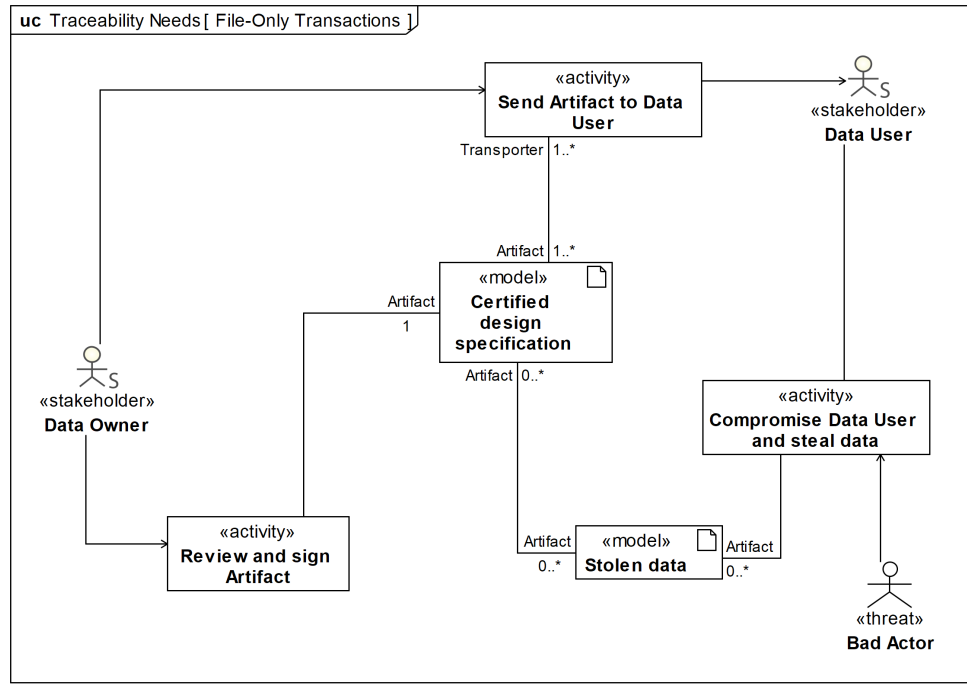 uc Traceability Needs [ File-Only Transactions ]
«activity»
Send Artifact to Data
User
S
«stakeholder»
Data User
Transporter 1..*
Artifact 1..*
«model»
Certified
design
specification
Artifact
1
Artifact 0..*
S
«stakeholder»
Data Owner
«activity»
Compromise Data User
and steal data
«activity»
Review and sign
Artifact
Artifact
0..*
«model»
Stolen data
Artifact
0..*
«threat»
Bad Actor